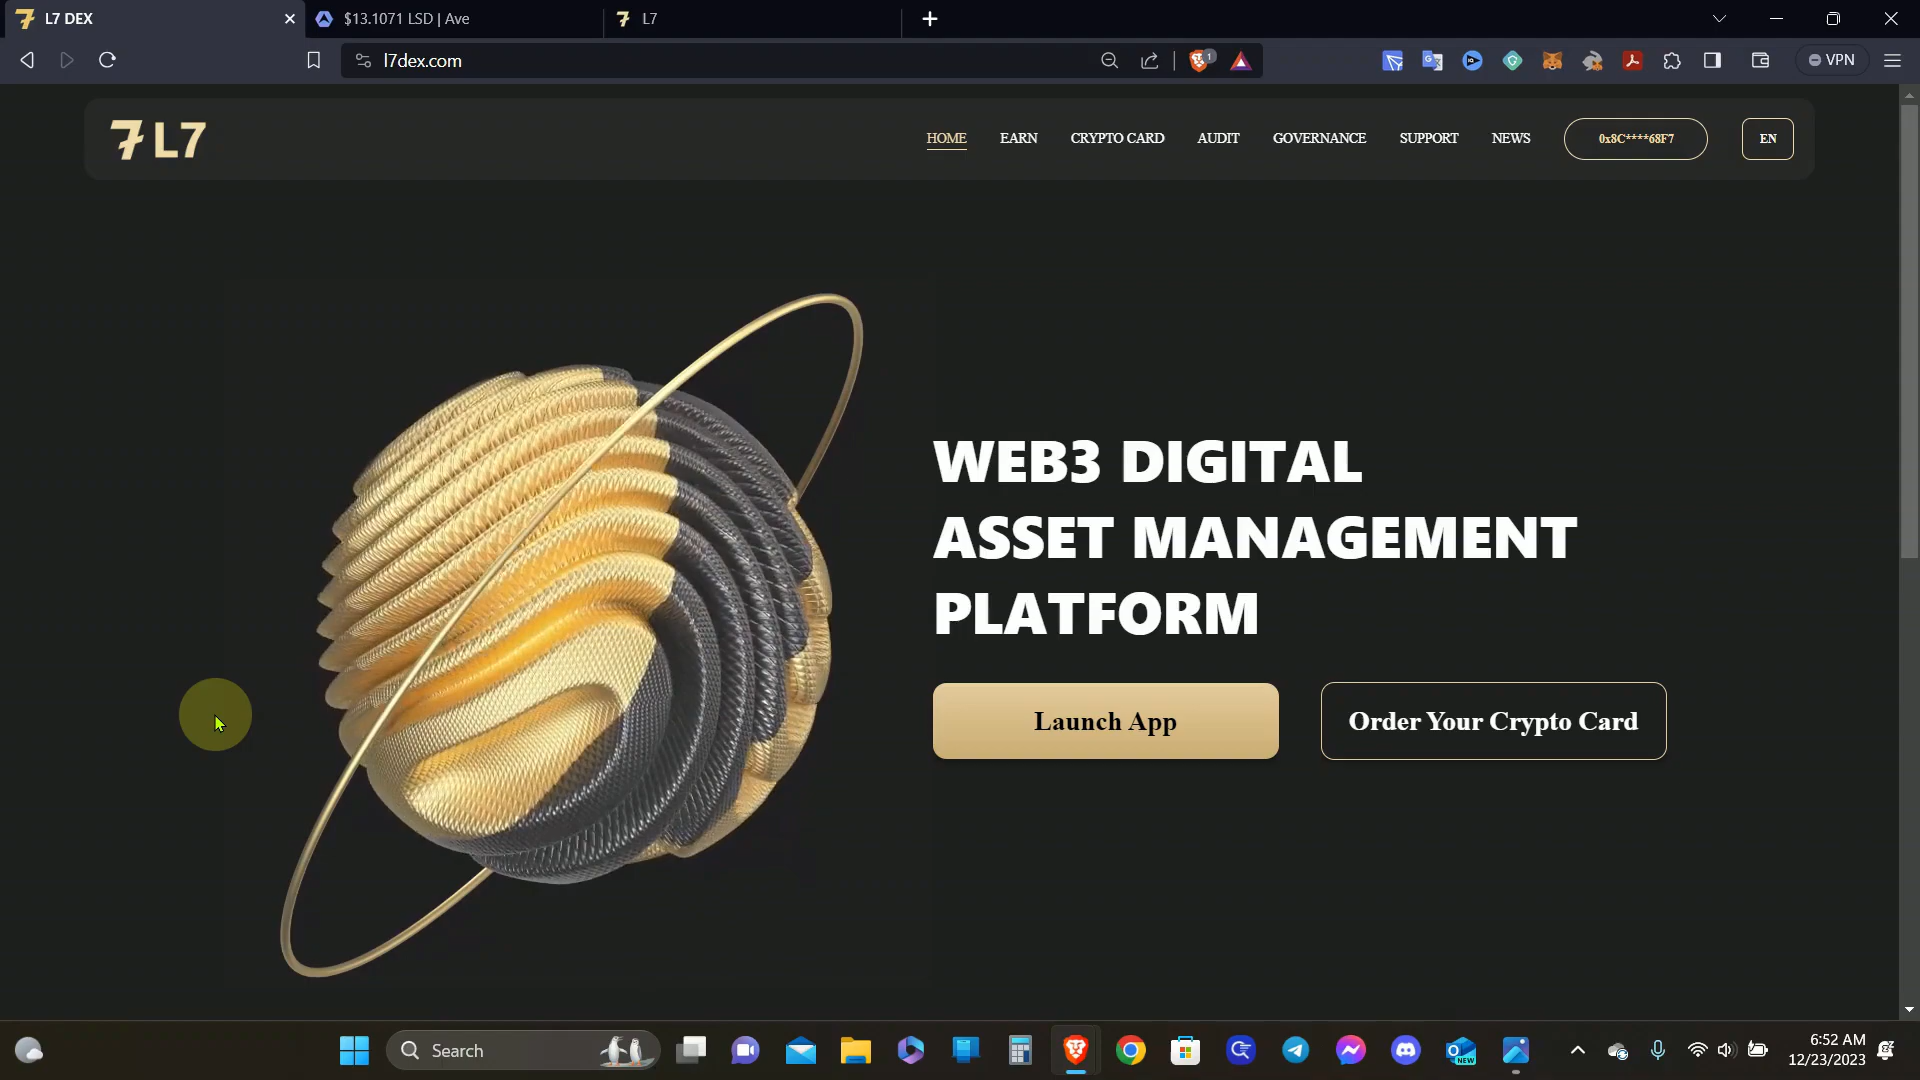 L7 DEX
$13.1071 LSD | Ave
L7
l7dex.com
1
VPN
L7
HOME
EARN
CRYPTO CARD
AUDIT
GOVERNANCE
SUPPORT
NEWS
0x8C****68F7
EN
WEB3 DIGITAL
ASSET MANAGEMENT
PLATFORM
Launch App
Order Your Crypto Card
Search
NEW
6:52 AM
12/23/2023